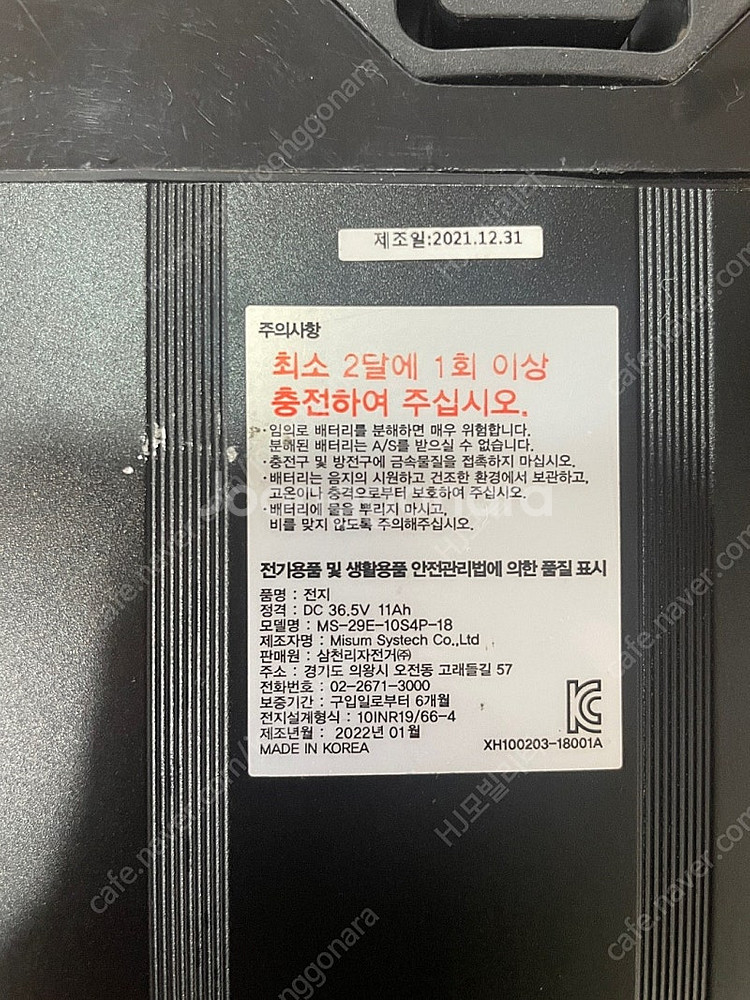 제조일:2021.12.31
주의사항
최소 2달에 1회 이상
충전하여 주십시오.
·임의로 배터리를 분해하면 매우 위험합니다.
분해된 배터리는 A/S를 받으실 수 없습니다.
·충전구 및 방전구에 금속물질을 접촉하지 마십시오.
·배터리는 음지의 시원하고 건조한 환경에서 보관하고,
고온이나 충격으로부터 보호하여 주십시오.
·배터리에 물을 뿌리지 마시고,
비를 맞지 않도록 주의해주십시오.
전기용품 및 생활용품 안전관리법에 의한 품질 표시
품명 : 전지
정격 : DC 36.5V 11Ah
모델명 : MS-29E-10S4P-18
제조자명 : Misum Systech Co.,Ltd
판매원 : 삼천리자전거㈜
주소 : 경기도 의왕시 오전동 고래들길 57
전화번호 : 02-2671-3000
보증기간 : 구입일로부터 6개월
전지설계형식 : 10INR19/66-4
제조년월 : 2022년 01월
MADE IN KOREA
XH100203-18001A
joonggonara
HJ모빌리티
cafe.naver.com/joonggonara